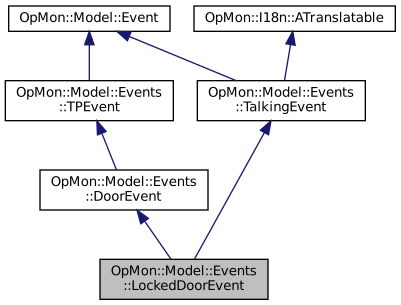 OpMon::Model::Event
OpMon::I18n::ATranslatable
OpMon::Model::Events
::TPEvent
OpMon::Model::Events
::TalkingEvent
OpMon::Model::Events
::DoorEvent
OpMon::Model::Events
::LockedDoorEvent